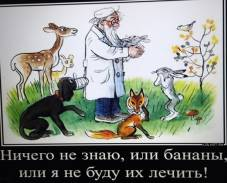 Ничего не знаю, или бананы,
или я не буду их лечить!